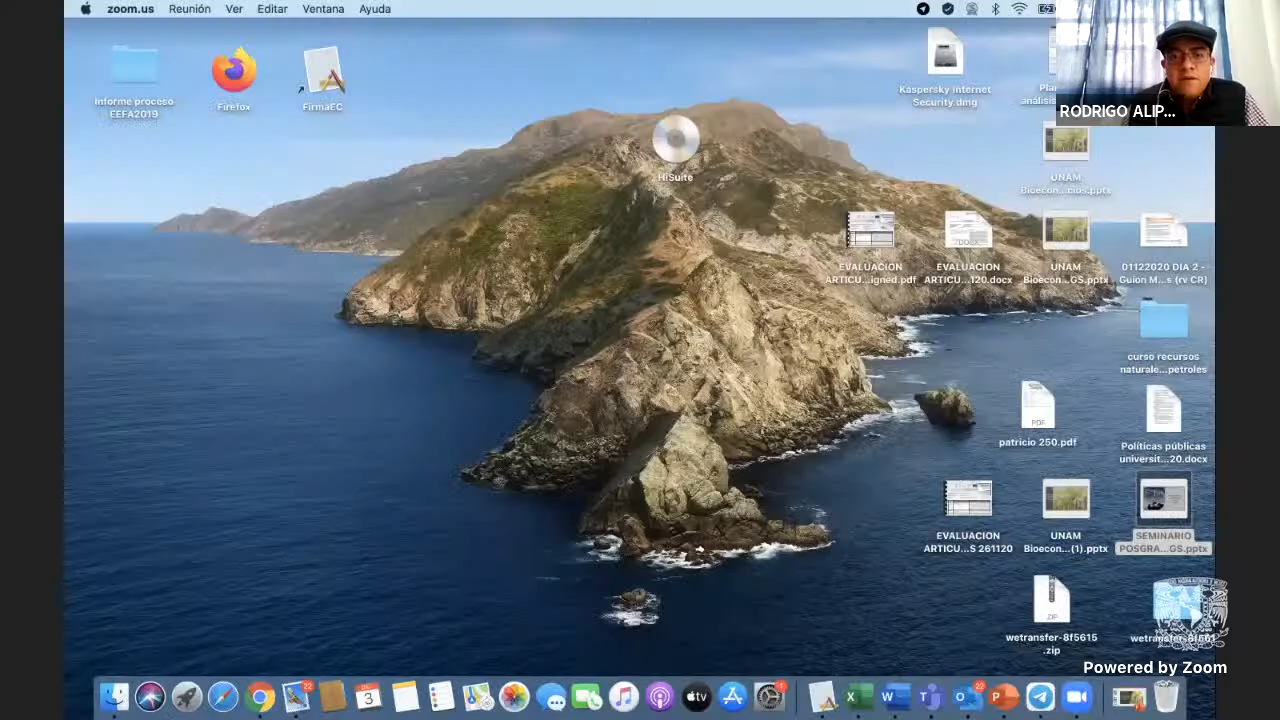 zoom.us Reunión Ver Editar Ventana Ayuda
Informe proceso
EEFA2019
Firefox
FirmaEC
HiSuite
Kaspersky Internet
Security.dmg
RODRIGO ALIP...
UNAM
EVALUACION
ARTICU...igned.pdf
EVALUACION
ARTICU...120.docx
UNAM
Bioecon...GS.pptx
01122020 DIA 2 -
Guion M...s (rv CR)
curso recursos
naturale...petroles
patricio 250.pdf
Políticas públicas
universit...20.docx
EVALUACION
ARTICU...S 261120
UNAM
Bioecon...(1).pptx
SEMINARIO
POSGRA...GS.pptx
wetransfer-8f5615
.zip
Powered by Zoom